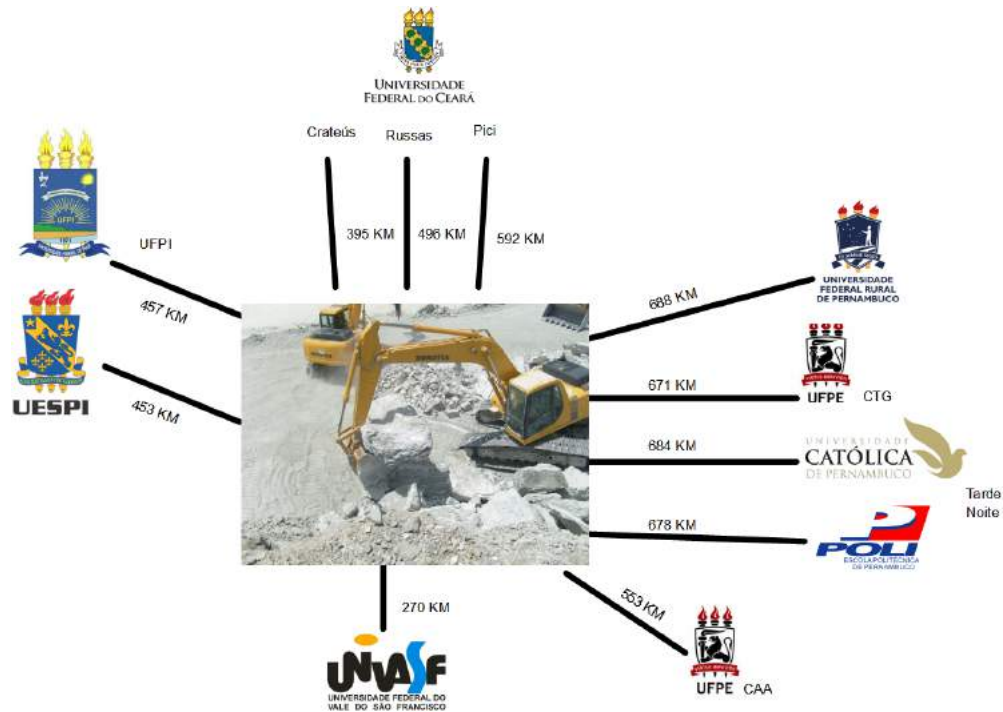 UNIVERSIDADE
FEDERAL DO CEARÁ
Crateús
Russas
Pici
395 KM
496 KM
592 KM
UFPI
UFPI
457 KM
UESPI
453 KM
688 KM
UNIVERSIDADE
FEDERAL RURAL
DE PERNAMBUCO
671 KM
UFPE
CTG
684 KM
UNIVERSIDADE
CATÓLICA
DE PERNAMBUCO
Tarde
Noite
678 KM
POLI
ESCOLA POLITÉCNICA
DE PERNAMBUCO
553 KM
UFPE
CAA
270 KM
UNIVASF
UNIVERSIDADE FEDERAL DO
VALE DO SÃO FRANCISCO
KOMATSU